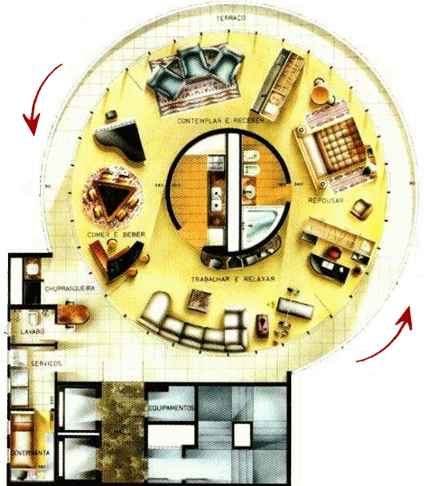 TERRAÇO
CONTEMPLAR E RECEBER
REPOUSAR
COMER E BEBER
TRABALHAR E RELAXAR
CHURRASQUEIRA
LAVABO
SERVIÇOS
EQUIPAMENTOS
GOVERNANTA